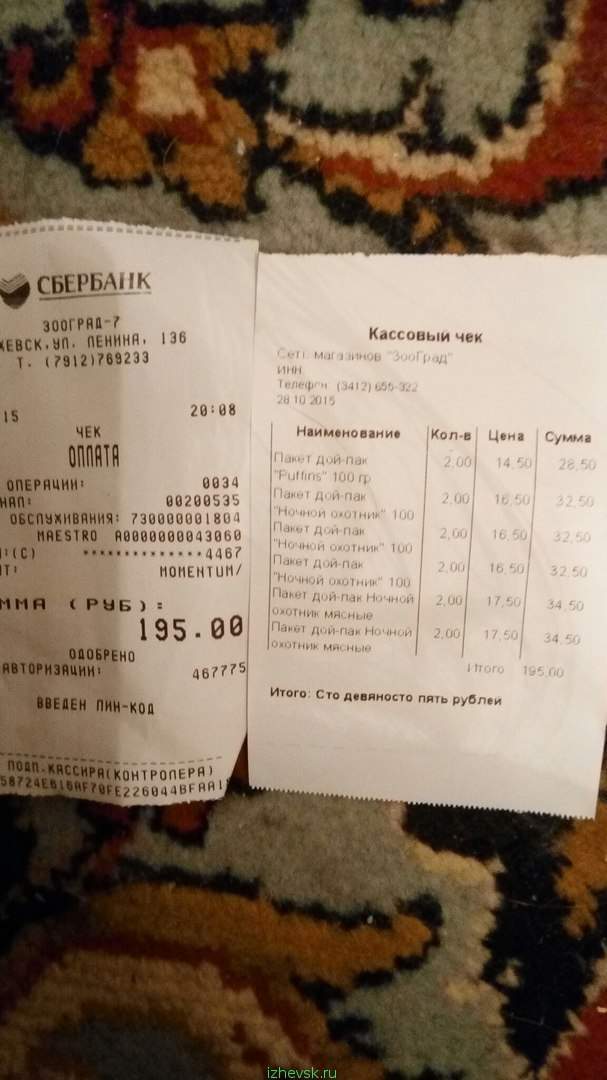 СБЕРБАНК
ЗООГРАД-7
ЖЕВСК, УЛ. ЛЕНИНА, 136
Т. (7912)769233
15 20:08
ЧЕК
ОПЛАТА
ОПЕРАЦИИ: 0034
НАЛ: 00200535
ОБСЛУЖИВАНИЯ: 730000001804
MAESTRO A0000000043060
:(C) ************4467
Т: MOMENTUM/
ММА (РУБ):
195.00
ОДОБРЕНО
АВТОРИЗАЦИИ: 467775
ВВЕДЕН ПИН-КОД
ПОДП.КАССИРА(КОНТРОЛЕРА)
58724E616AF70FE226044BFAA1
Кассовый чек
Сеть магазинов "ЗооГрад"
ИНН
Телефон (3412) 655-322
28 10 2015
Наименование Кол-в Цена Сумма
Пакет дой-пак 2,00 14,50 28,50
"Puffins" 100 гр
Пакет дой-пак 2,00 16,50 32,50
"Ночной охотник" 100
Пакет дой-пак 2,00 16,50 32,50
"Ночной охотник" 100
Пакет дой-пак 2,00 16,50 32,50
"Ночной охотник" 100
Пакет дой-пак Ночной 2,00 17,50 34,50
охотник мясные
Пакет дой-пак Ночной 2,00 17,50 34,50
охотник мясные
Итого 195,00
Итого: Сто девяносто пять рублей
izhevsk.ru